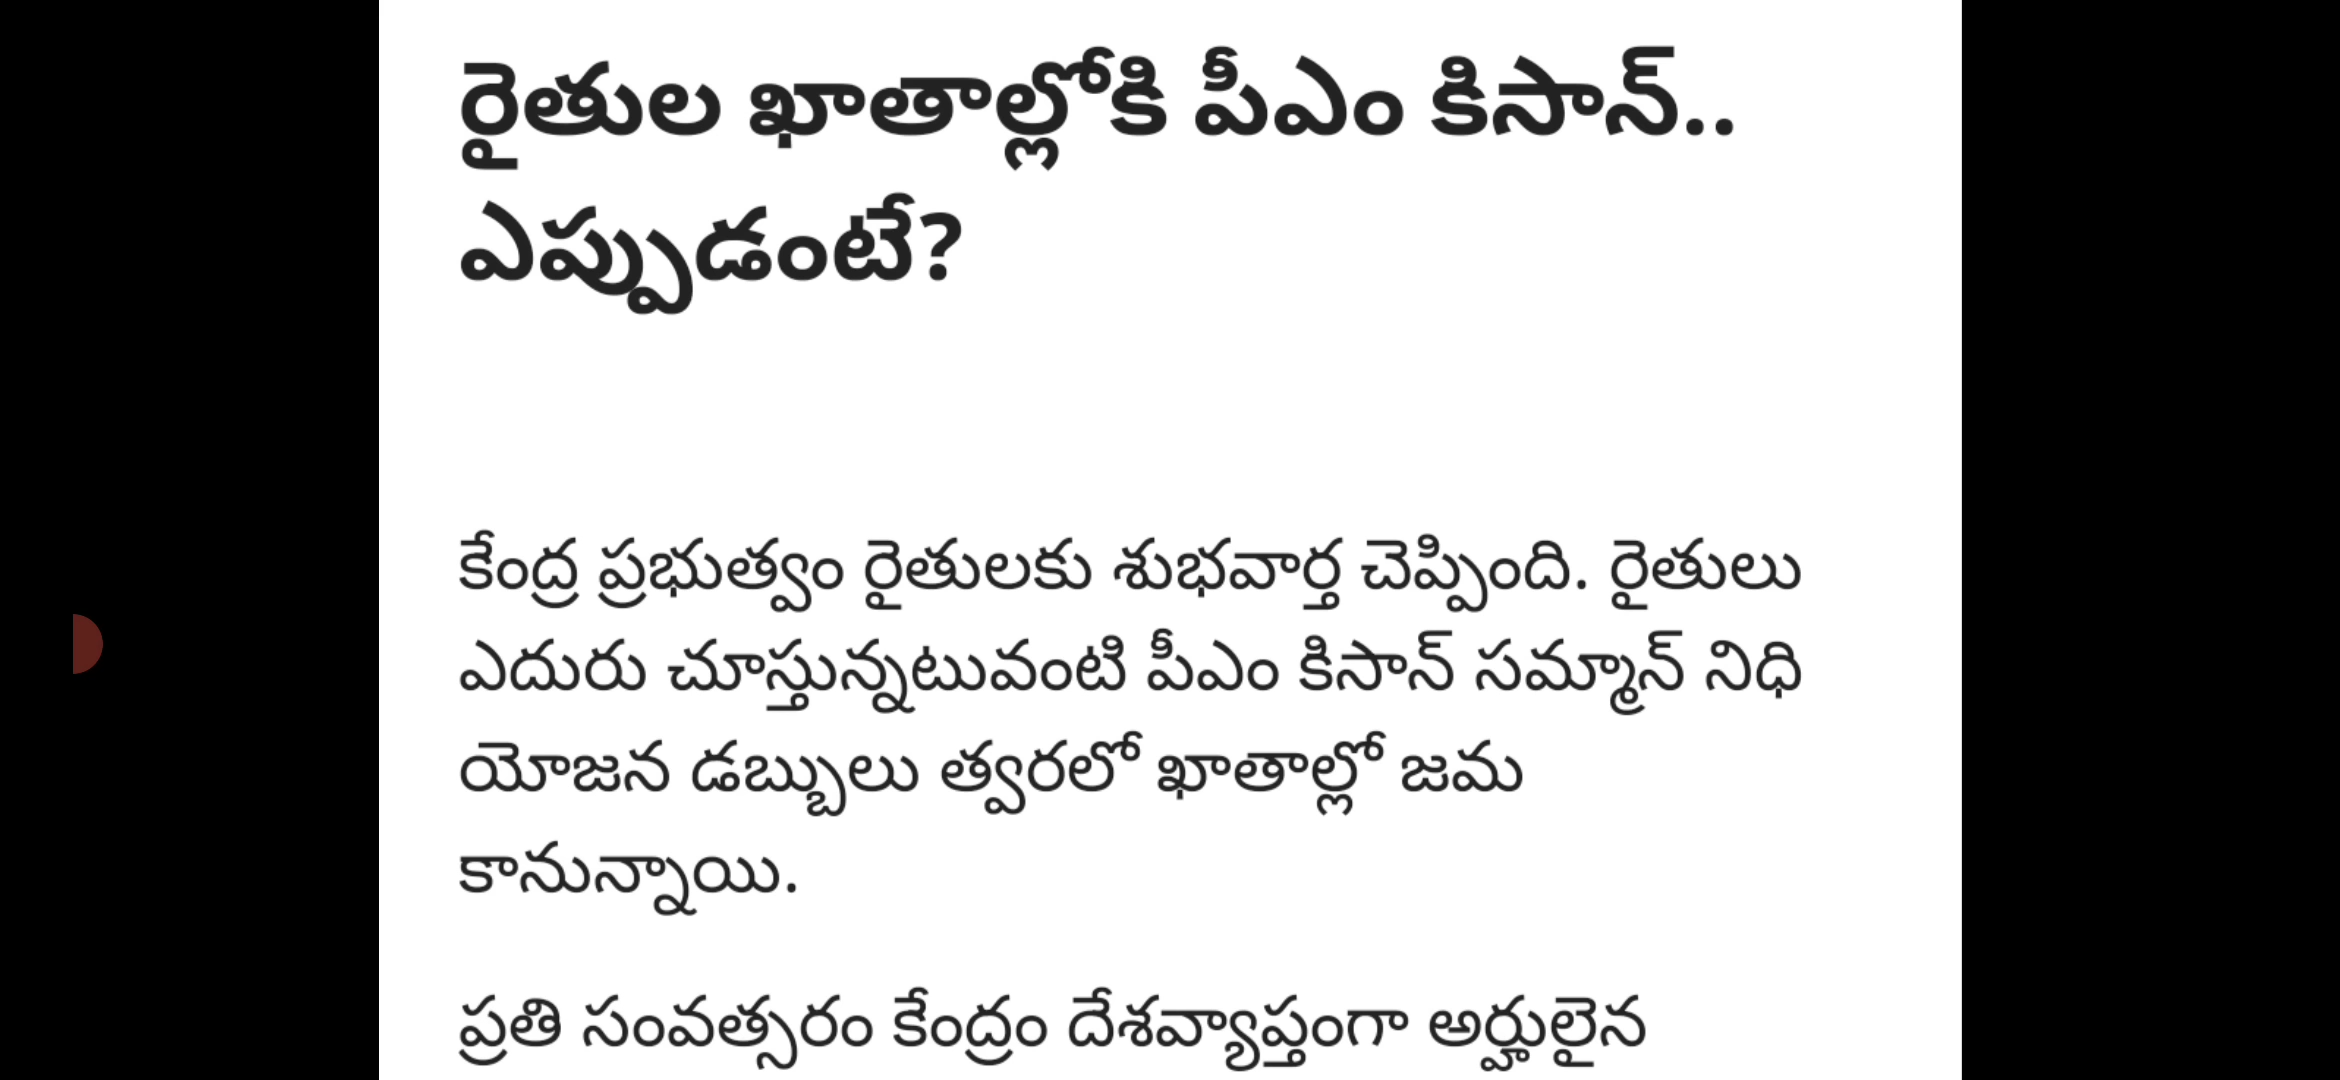 రైతుల ఖాతాల్లోకి పీఎం కిసాన్..
ఎప్పుడంటే?
కేంద్ర ప్రభుత్వం రైతులకు శుభవార్త చెప్పింది. రైతులు
ఎదురు చూస్తున్నటువంటి పీఎం కిసాన్ సమ్మాన్ నిధి
యోజన డబ్బులు త్వరలో ఖాతాల్లో జమ
కానున్నాయి.
ప్రతి సంవత్సరం కేంద్రం దేశవ్యాప్తంగా అర్హులైన